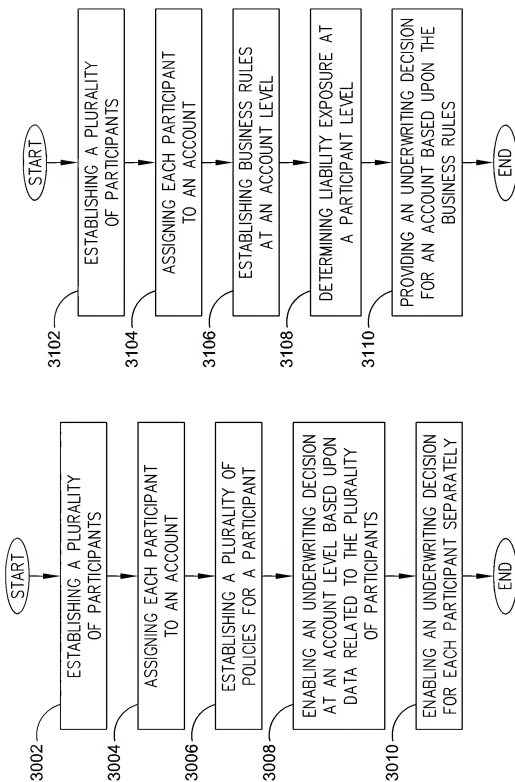 START
3002
ESTABLISHING A PLURALITY
OF PARTICIPANTS
3004
ASSIGNING EACH PARTICIPANT
TO AN ACCOUNT
3006
ESTABLISHING A PLURALITY OF
POLICIES FOR A PARTICIPANT
3008
ENABLING AN UNDERWRITING DECISION
AT AN ACCOUNT LEVEL BASED UPON
DATA RELATED TO THE PLURALITY
OF PARTICIPANTS
3010
ENABLING AN UNDERWRITING DECISION
FOR EACH PARTICIPANT SEPARATELY
END
START
3102
ESTABLISHING A PLURALITY
OF PARTICIPANTS
3104
ASSIGNING EACH PARTICIPANT
TO AN ACCOUNT
3106
ESTABLISHING BUSINESS RULES
AT AN ACCOUNT LEVEL
3108
DETERMINING LIABILITY EXPOSURE AT
A PARTICIPANT LEVEL
3110
PROVIDING AN UNDERWRITING DECISION
FOR AN ACCOUNT BASED UPON THE
BUSINESS RULES
END